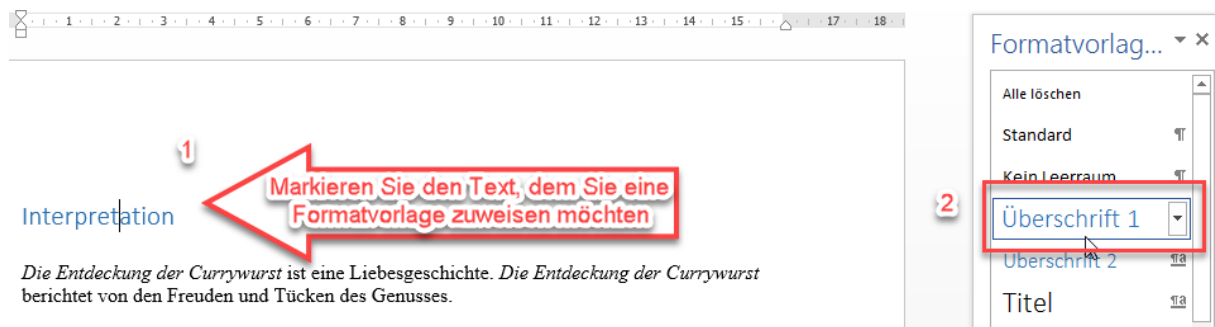 1 2 3 4 5 6 7 8 9 10 11 12 13 14 15 17 18
Formatvorlag...
Alle löschen
Standard
Kein Leerraum
1
Markieren Sie den Text, dem Sie eine
Formatvorlage zuweisen möchten
2
Überschrift 1
Interpretation
Überschrift 2
Die Entdeckung der Currywurst ist eine Liebesgeschichte. Die Entdeckung der Currywurst
berichtet von den Freuden und Tücken des Genusses.
Titel